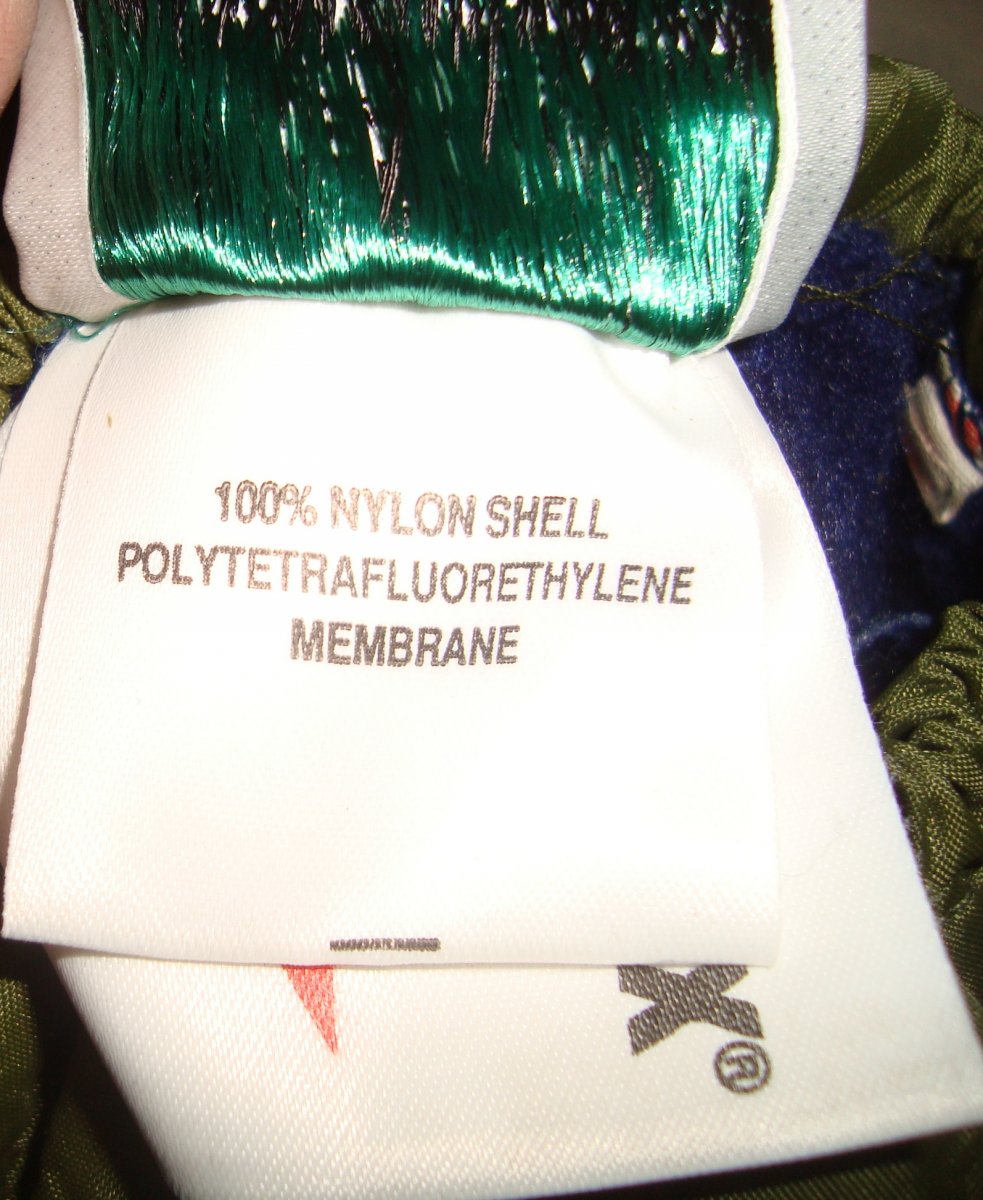 100% NYLON SHELL
POLYTETRAFLUORETHYLENE
MEMBRANE
X®